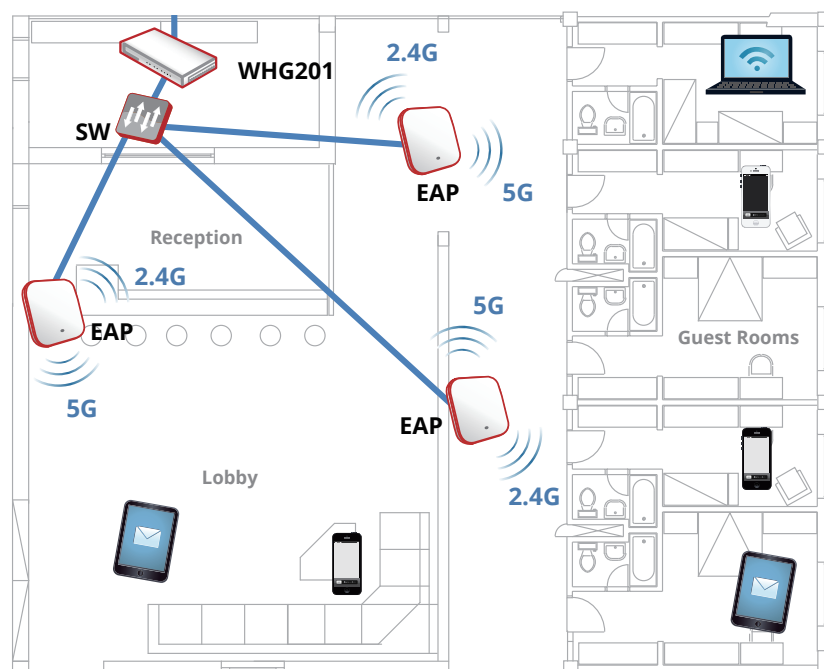 2.4G
WHG201
SW
EAP
5G
Reception
2.4G
5G
EAP
Guest Rooms
5G
EAP
Lobby
2.4G